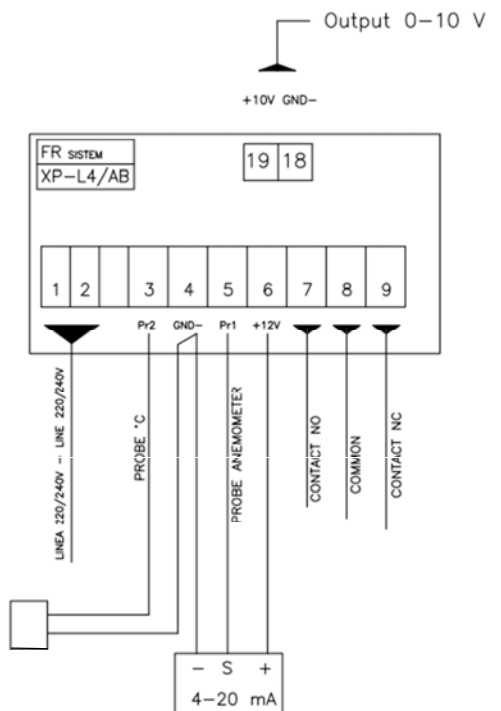 Output 0-10 V
+10V GND-
FR SISTEM
XP-L4/AB
19 18
1 2 3 4 5 6 7 8 9
Pr2 GND- Pr1 +12V
LINEA 220/240V - LINE 220/240V
PROBE °C
PROBE ANEMOMETER
CONTACT NO
COMMON
CONTACT NC
- S +
4-20 mA